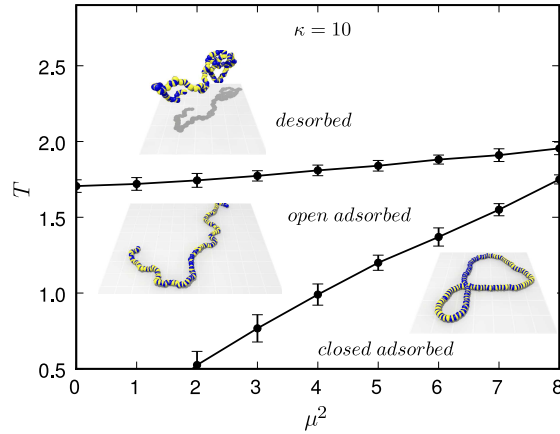 κ = 10
2.5
desorbed
2.0
T
open adsorbed
1.5
1.0
closed adsorbed
0.5
0 1 2 3 4 5 6 7 8
μ²